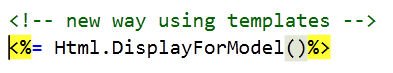 <!-- new way using templates -->
<%= Html.DisplayForModel()%>